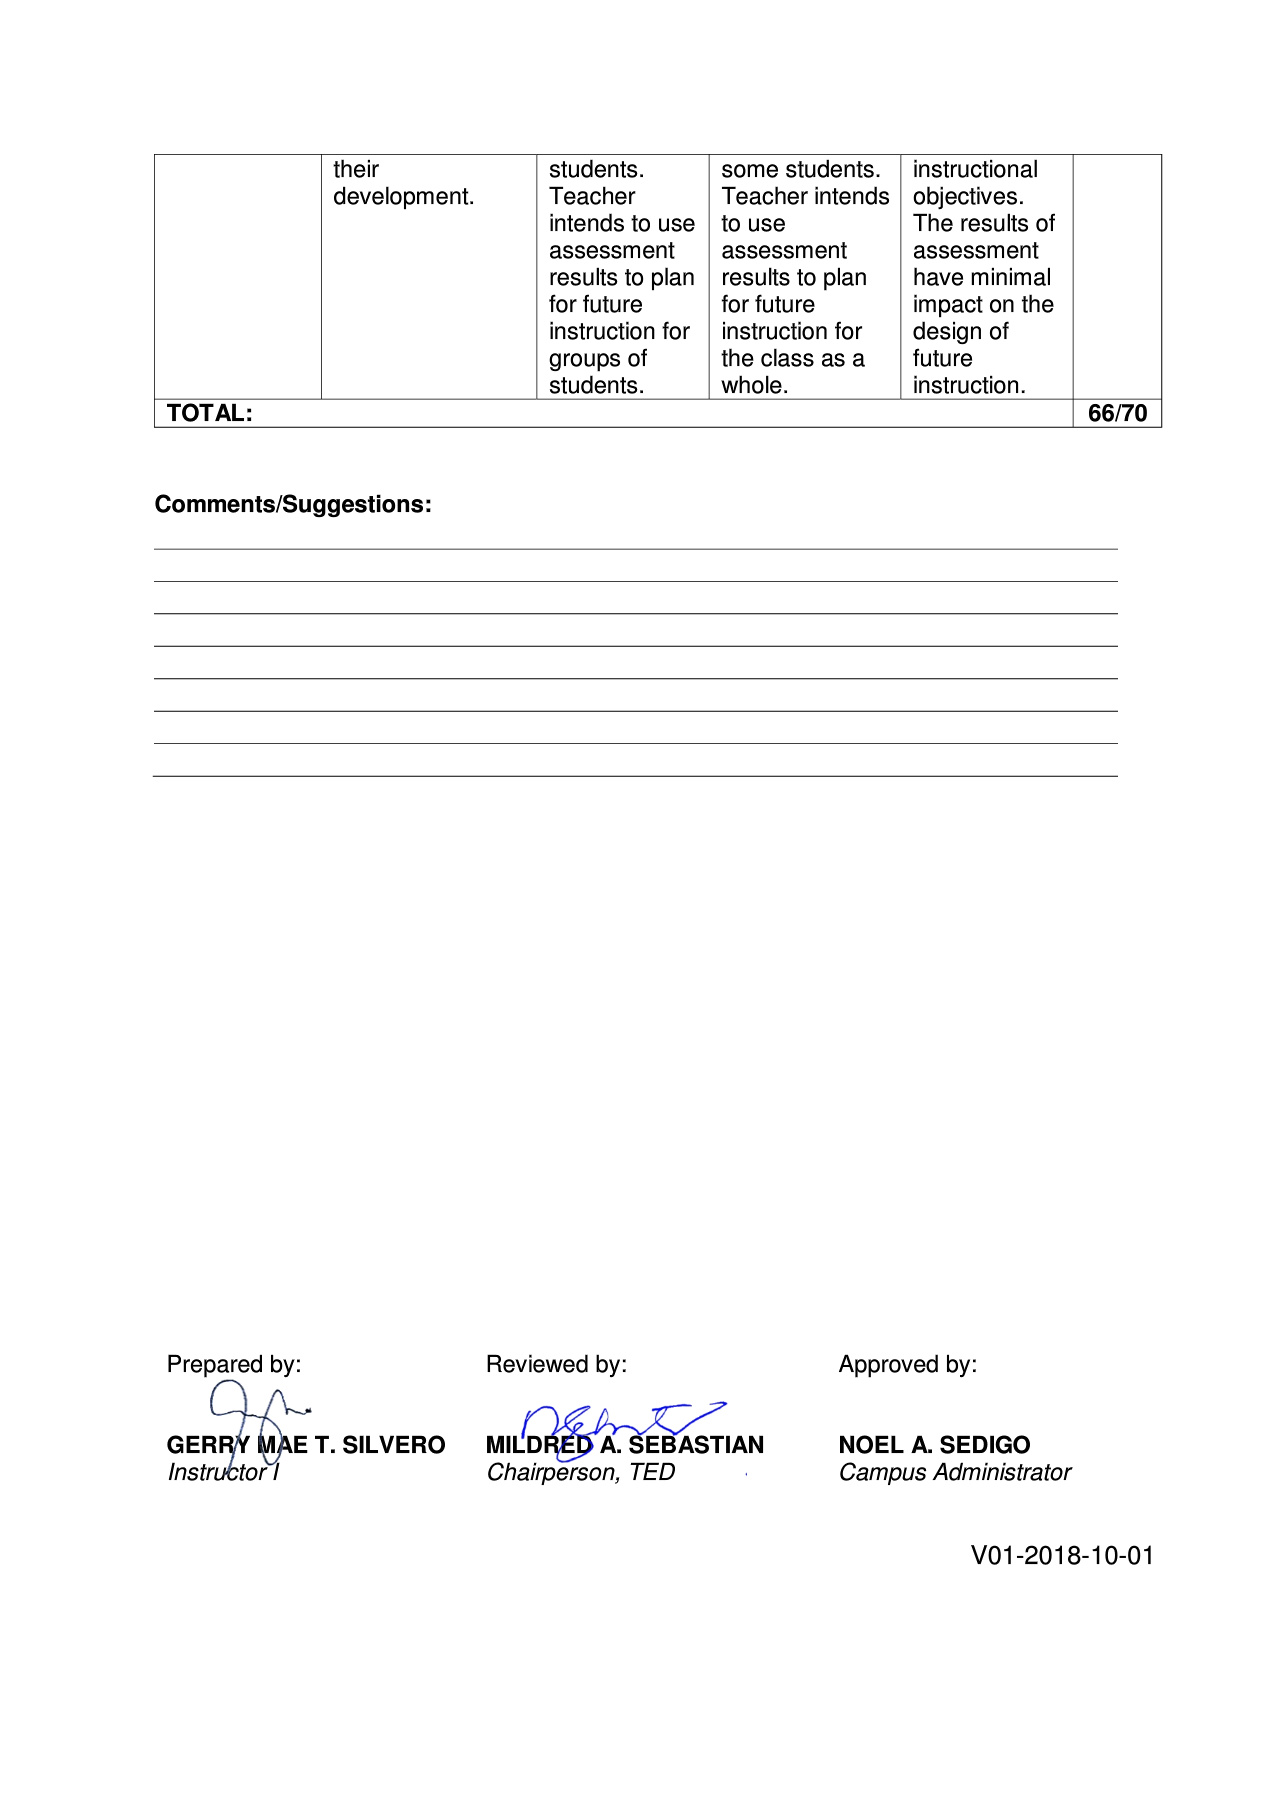 their
development.
students.
Teacher
intends to use
assessment
results to plan
for future
instruction for
groups of
students.
some students.
Teacher intends
to use
assessment
results to plan
for future
instruction for
the class as a
whole.
instructional
objectives.
The results of
assessment
have minimal
impact on the
design of
future
instruction.
TOTAL: 66/70
Comments/Suggestions:
Prepared by: Reviewed by: Approved by:
GERRY MAE T. SILVERO MILDRED A. SEBASTIAN NOEL A. SEDIGO
Instructor I Chairperson, TED Campus Administrator
V01-2018-10-01